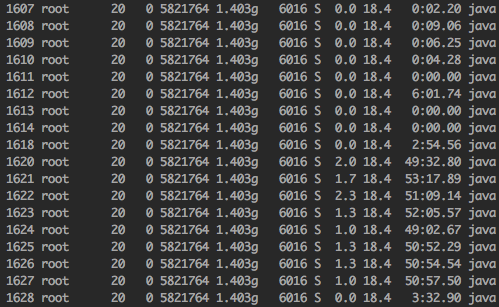 1607 root 20 0 5821764 1.403g 6016 S 0.0 18.4 0:02.20 java
1608 root 20 0 5821764 1.403g 6016 S 0.0 18.4 0:09.06 java
1609 root 20 0 5821764 1.403g 6016 S 0.0 18.4 0:06.25 java
1610 root 20 0 5821764 1.403g 6016 S 0.0 18.4 0:04.28 java
1611 root 20 0 5821764 1.403g 6016 S 0.0 18.4 0:00.00 java
1612 root 20 0 5821764 1.403g 6016 S 0.0 18.4 6:01.74 java
1613 root 20 0 5821764 1.403g 6016 S 0.0 18.4 0:00.00 java
1614 root 20 0 5821764 1.403g 6016 S 0.0 18.4 0:00.00 java
1618 root 20 0 5821764 1.403g 6016 S 0.0 18.4 2:54.56 java
1620 root 20 0 5821764 1.403g 6016 S 2.0 18.4 49:32.80 java
1621 root 20 0 5821764 1.403g 6016 S 1.7 18.4 53:17.89 java
1622 root 20 0 5821764 1.403g 6016 S 2.3 18.4 51:09.14 java
1623 root 20 0 5821764 1.403g 6016 S 1.3 18.4 52:05.57 java
1624 root 20 0 5821764 1.403g 6016 S 1.0 18.4 49:02.67 java
1625 root 20 0 5821764 1.403g 6016 S 1.3 18.4 50:52.29 java
1626 root 20 0 5821764 1.403g 6016 S 1.3 18.4 50:54.54 java
1627 root 20 0 5821764 1.403g 6016 S 1.0 18.4 50:57.50 java
1628 root 20 0 5821764 1.403g 6016 S 0.0 18.4 3:32.90 java